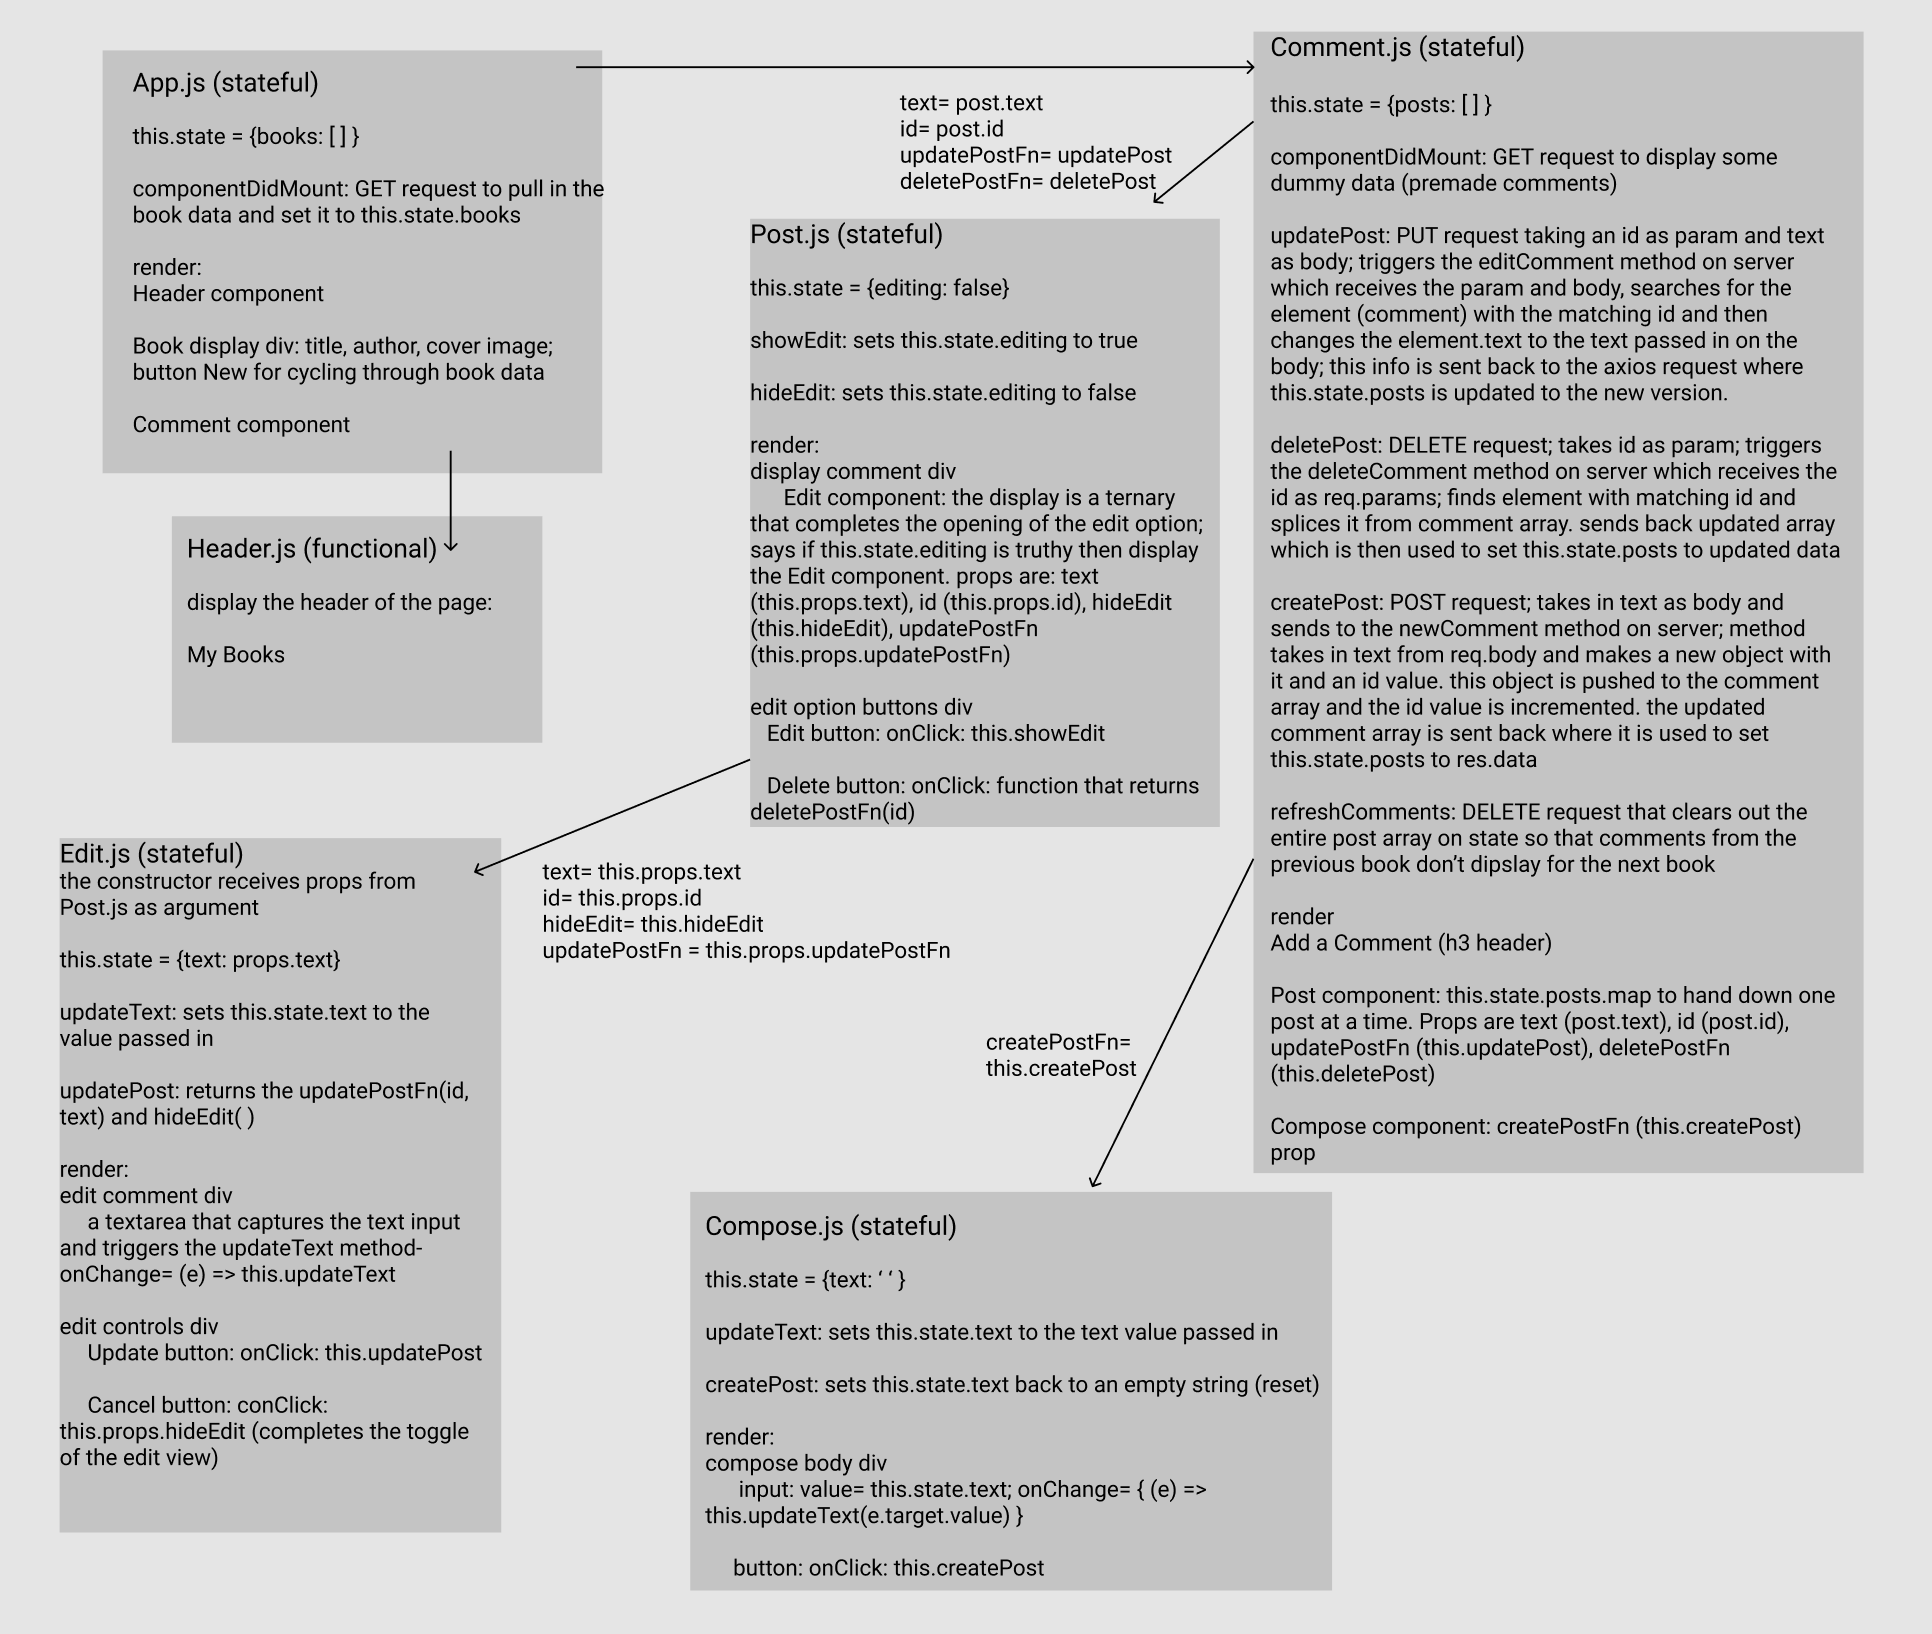 App.js (stateful)
this.state = {books: [ ] }
componentDidMount: GET request to pull in the
book data and set it to this.state.books
render:
Header component
Book display div: title, author, cover image;
button New for cycling through book data
Comment component
Header.js (functional)
display the header of the page:
My Books
text= post.text
id= post.id
updatePostFn= updatePost
deletePostFn= deletePost
Post.js (stateful)
this.state = {editing: false}
showEdit: sets this.state.editing to true
hideEdit: sets this.state.editing to false
render:
display comment div
Edit component: the display is a ternary
that completes the opening of the edit option;
says if this.state.editing is truthy then display
the Edit component. props are: text
(this.props.text), id (this.props.id), hideEdit
(this.hideEdit), updatePostFn
(this.props.updatePostFn)
edit option buttons div
Edit button: onClick: this.showEdit
Delete button: onClick: function that returns
deletePostFn(id)
Comment.js (stateful)
this.state = {posts: [ ] }
componentDidMount: GET request to display some
dummy data (premade comments)
updatePost: PUT request taking an id as param and text
as body; triggers the editComment method on server
which receives the param and body, searches for the
element (comment) with the matching id and then
changes the element.text to the text passed in on the
body; this info is sent back to the axios request where
this.state.posts is updated to the new version.
deletePost: DELETE request; takes id as param; triggers
the deleteComment method on server which receives the
id as req.params; finds element with matching id and
splices it from comment array. sends back updated array
which is then used to set this.state.posts to updated data
createPost: POST request; takes in text as body and
sends to the newComment method on server; method
takes in text from req.body and makes a new object with
it and an id value. this object is pushed to the comment
array and the id value is incremented. the updated
comment array is sent back where it is used to set
this.state.posts to res.data
refreshComments: DELETE request that clears out the
entire post array on state so that comments from the
previous book don’t dipslay for the next book
render
Add a Comment (h3 header)
Post component: this.state.posts.map to hand down one
post at a time. Props are text (post.text), id (post.id),
updatePostFn (this.updatePost), deletePostFn
(this.deletePost)
Compose component: createPostFn (this.createPost)
prop
Edit.js (stateful)
the constructor receives props from
Post.js as argument
this.state = {text: props.text}
updateText: sets this.state.text to the
value passed in
updatePost: returns the updatePostFn(id,
text) and hideEdit( )
render:
edit comment div
a textarea that captures the text input
and triggers the updateText method-
onChange= (e) => this.updateText
edit controls div
Update button: onClick: this.updatePost
Cancel button: conClick:
this.props.hideEdit (completes the toggle
of the edit view)
text= this.props.text
id= this.props.id
hideEdit= this.hideEdit
updatePostFn = this.props.updatePostFn
createPostFn=
this.createPost
Compose.js (stateful)
this.state = {text: ‘ ‘ }
updateText: sets this.state.text to the text value passed in
createPost: sets this.state.text back to an empty string (reset)
render:
compose body div
input: value= this.state.text; onChange= { (e) =>
this.updateText(e.target.value) }
button: onClick: this.createPost